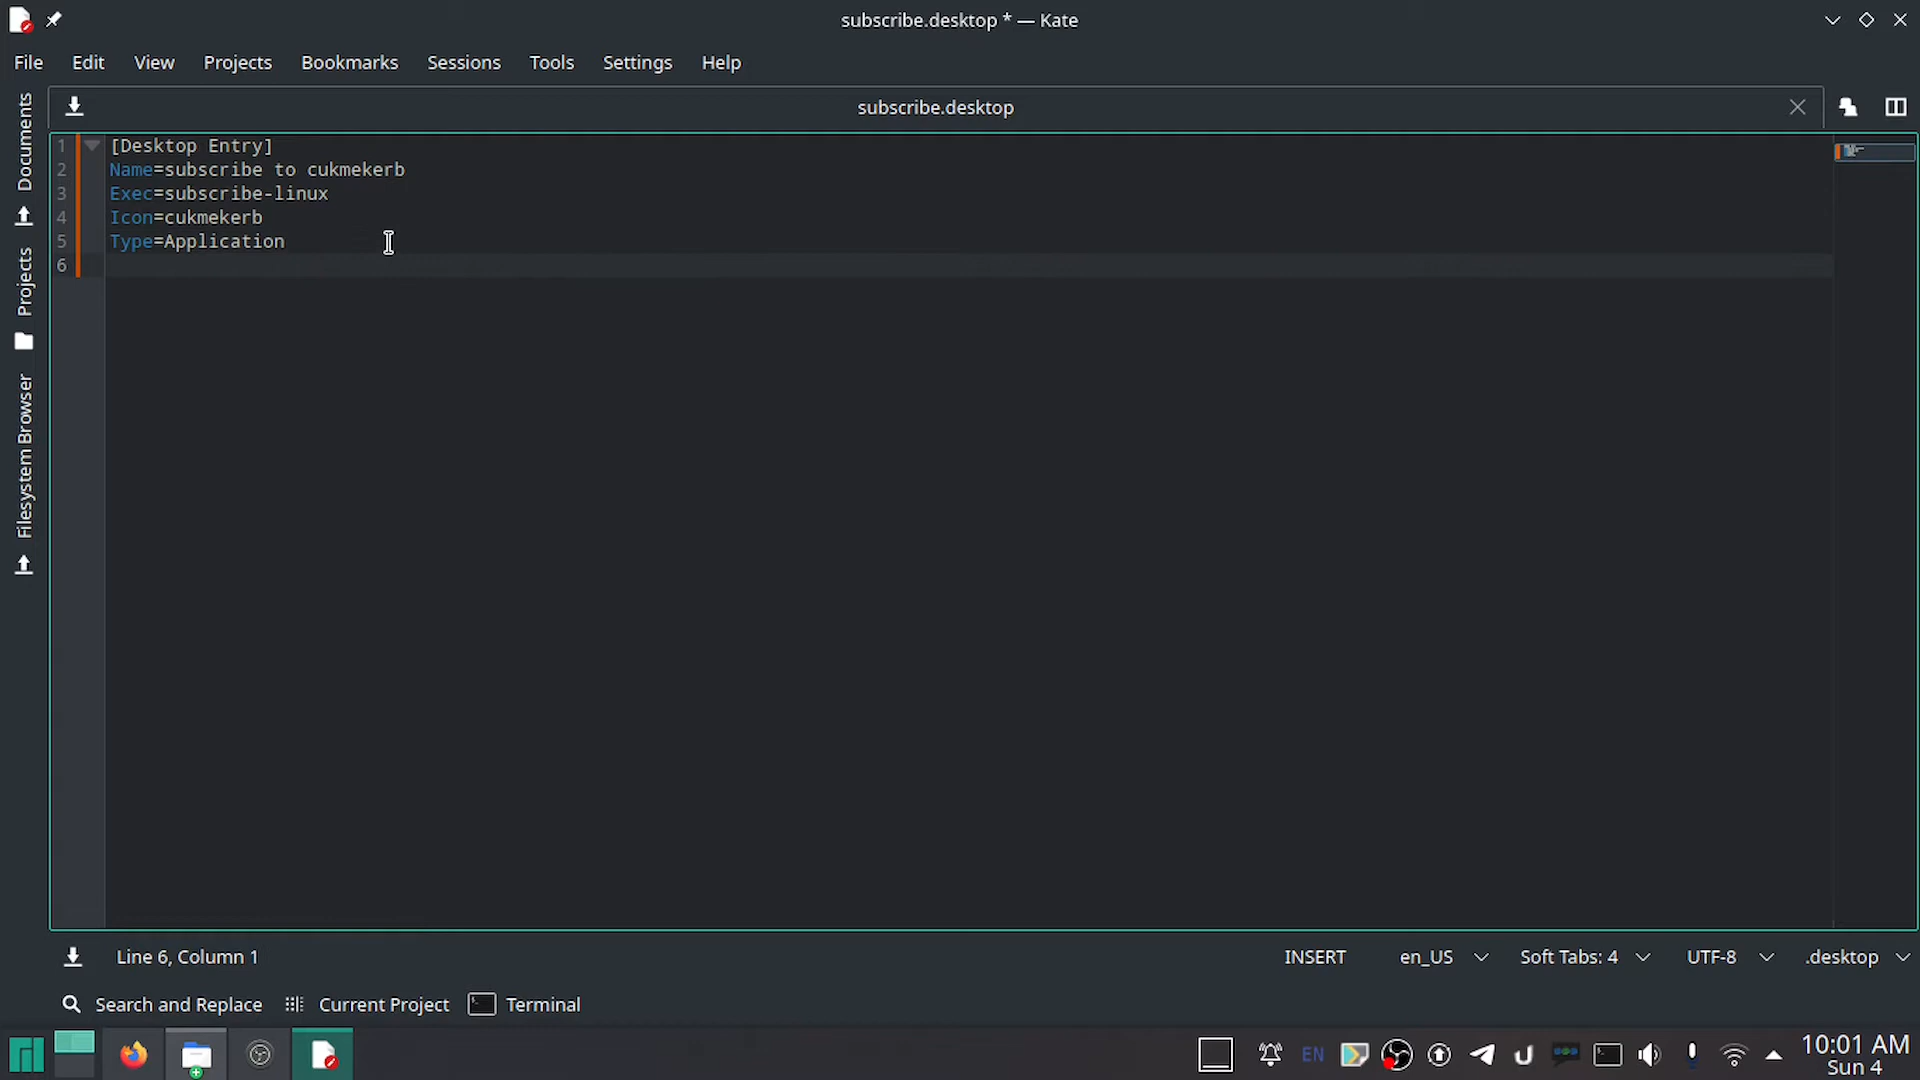 subscribe.desktop * — Kate
File Edit View Projects Bookmarks Sessions Tools Settings Help
subscribe.desktop
Documents
Projects
Filesystem Browser
1 [Desktop Entry]
2 Name=subscribe to cukmekerb
3 Exec=subscribe-linux
4 Icon=cukmekerb
5 Type=Application
6
Line 6, Column 1 INSERT en_US Soft Tabs: 4 UTF-8 .desktop
Search and Replace Current Project Terminal
EN 10:01 AM
Sun 4